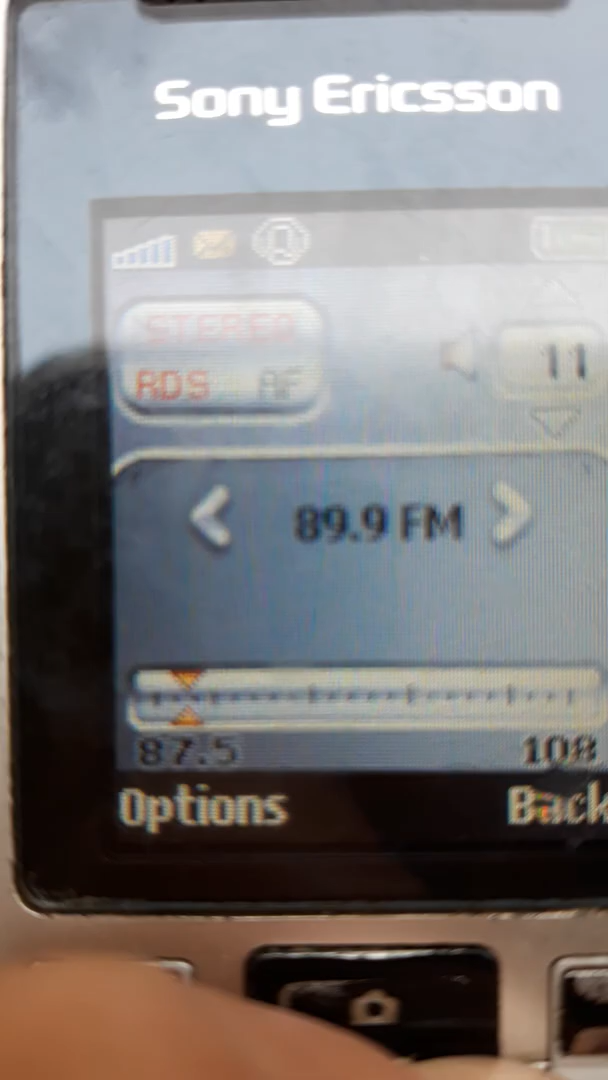 Sony Ericsson
STEREO
RDS AF
11
89.9 FM
87.5 108
Options Back